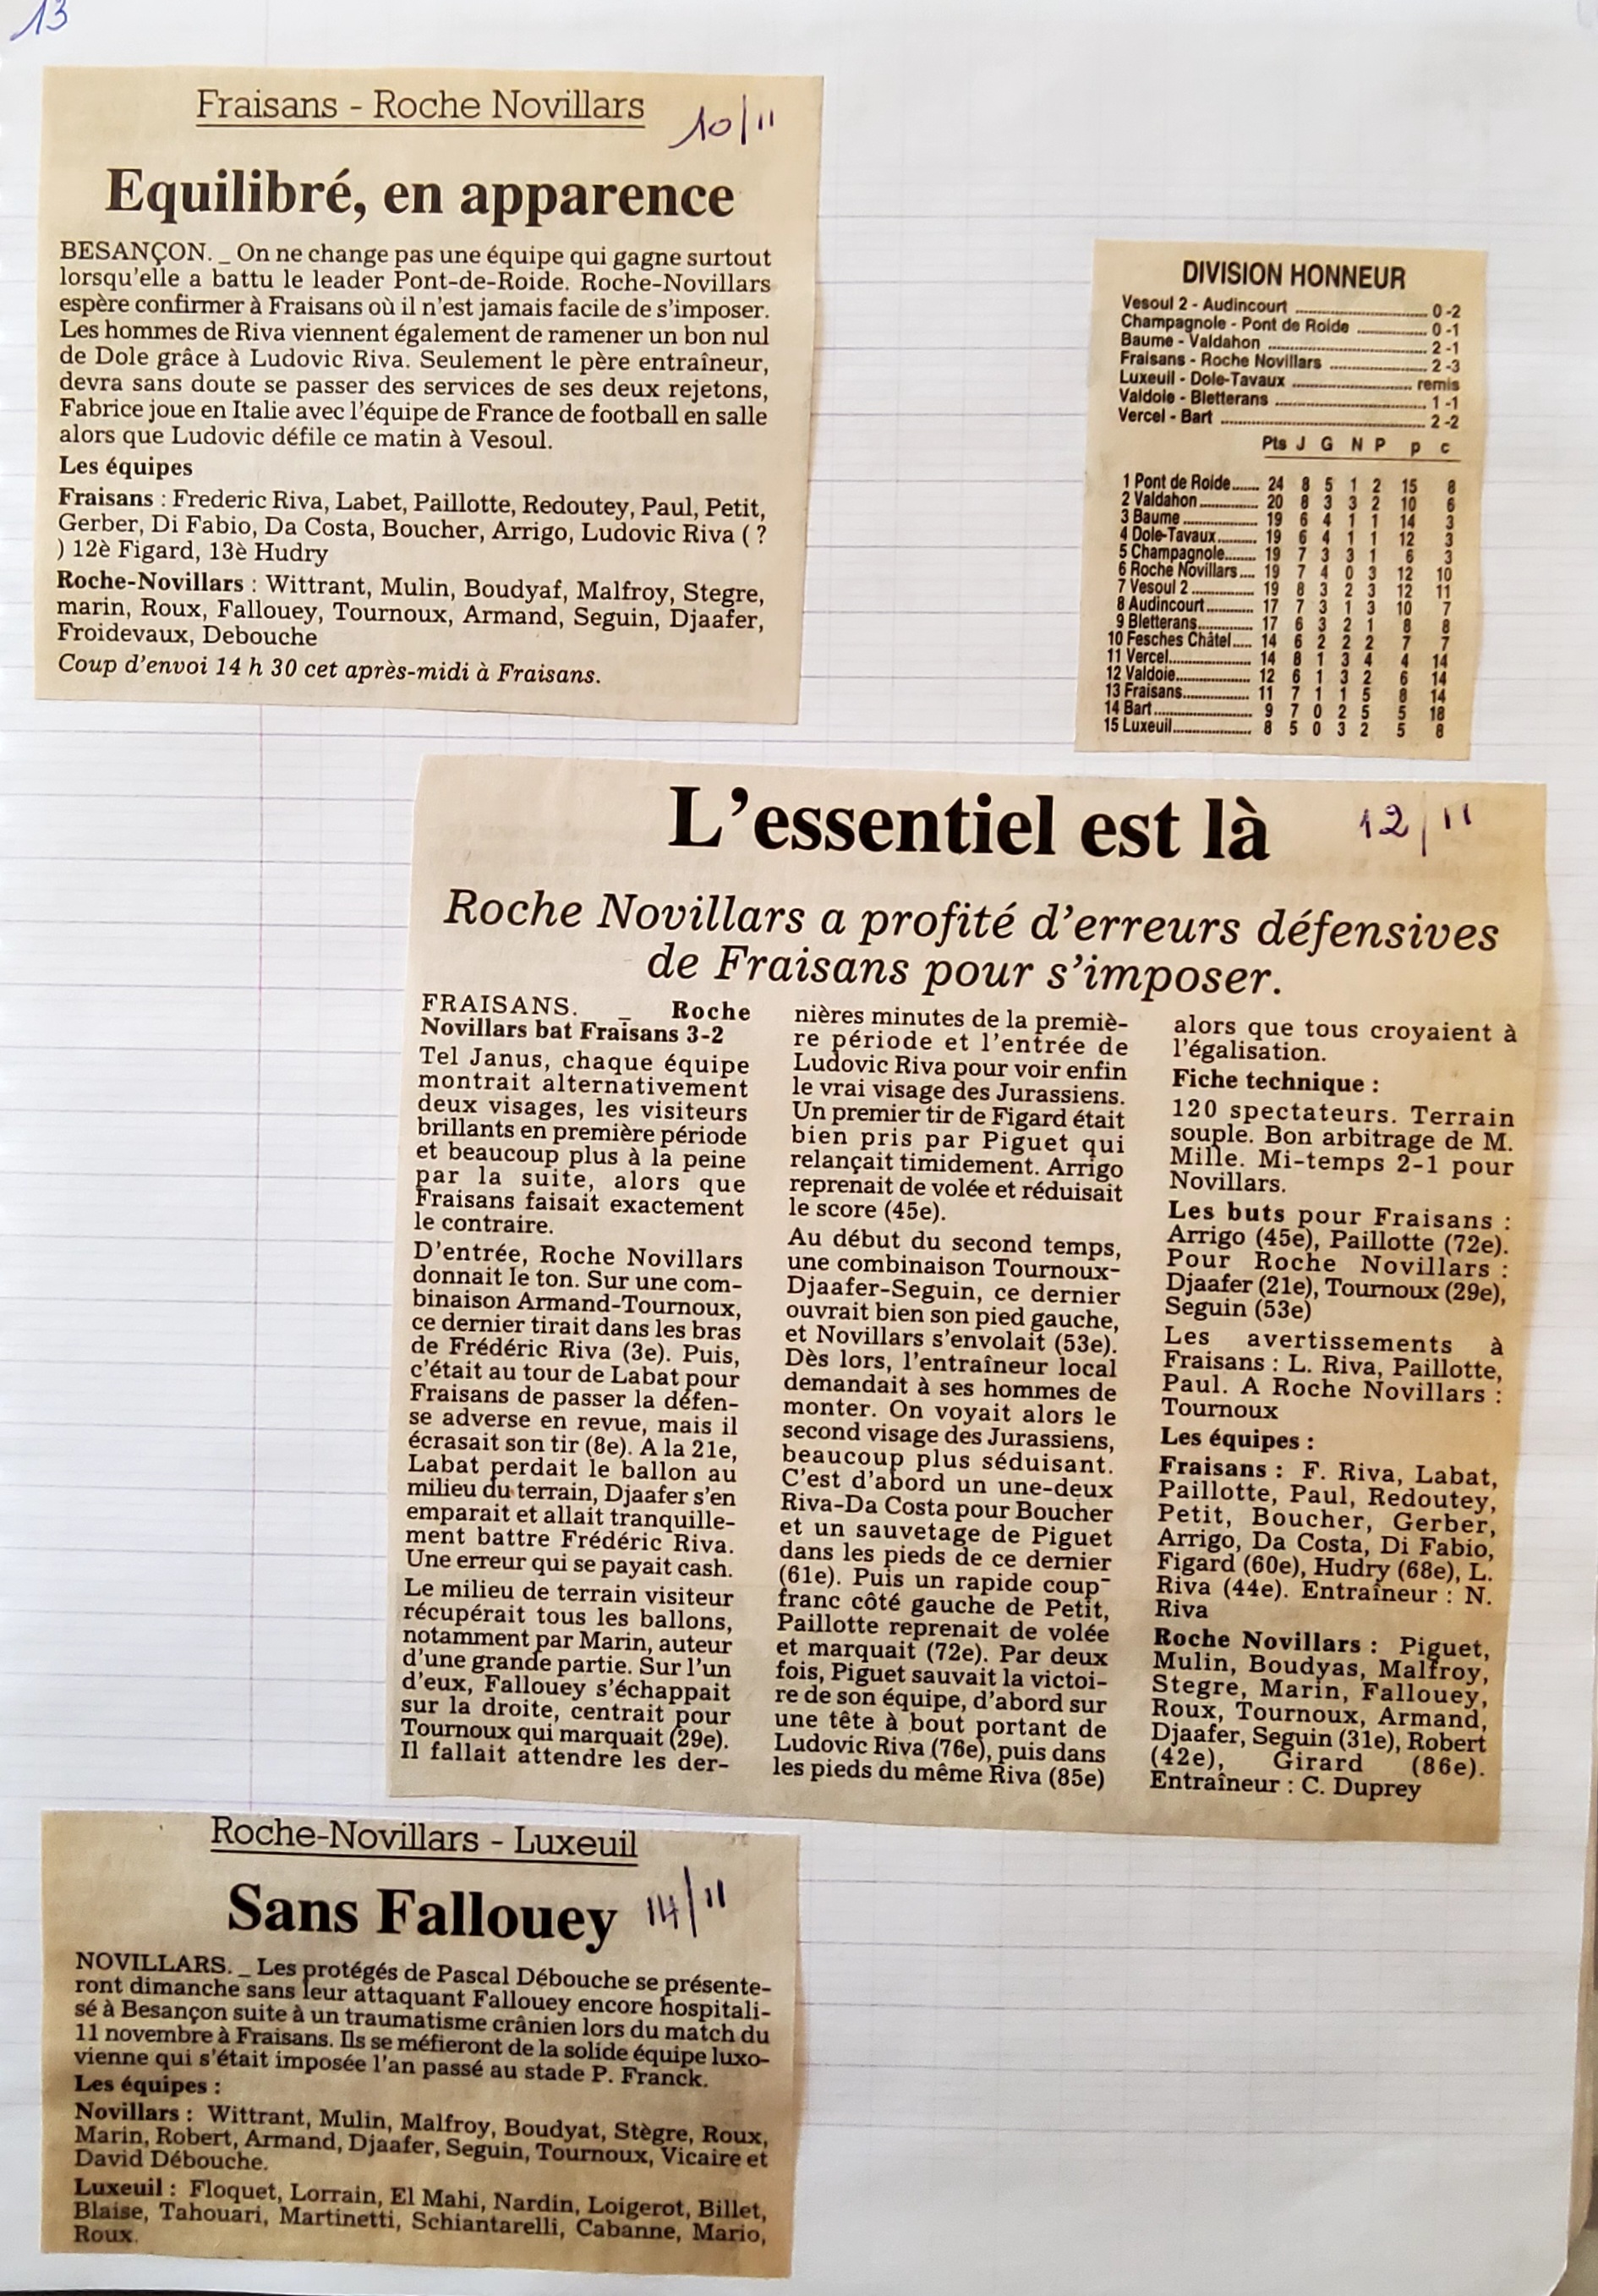 13
Fraisans - Roche Novillars
10/11
Equilibré, en apparence
BESANÇON. _ On ne change pas une équipe qui gagne surtout
lorsqu'elle a battu le leader Pont-de-Roide. Roche-Novillars
espère confirmer à Fraisans où il n'est jamais facile de s'imposer.
Les hommes de Riva viennent également de ramener un bon nul
de Dole grâce à Ludovic Riva. Seulement le père entraîneur,
devra sans doute se passer des services de ses deux rejetons,
Fabrice joue en Italie avec l'équipe de France de football en salle
alors que Ludovic défile ce matin à Vesoul.
Les équipes
Fraisans : Frederic Riva, Labet, Paillotte, Redoutey, Paul, Petit,
Gerber, Di Fabio, Da Costa, Boucher, Arrigo, Ludovic Riva ( ?
) 12è Figard, 13è Hudry
Roche-Novillars : Wittrant, Mulin, Boudyaf, Malfroy, Stegre,
marin, Roux, Fallouey, Tournoux, Armand, Seguin, Djaafer,
Froidevaux, Debouche
Coup d'envoi 14 h 30 cet après-midi à Fraisans.
DIVISION HONNEUR
Vesoul 2 - Audincourt ........ 0 -2
Champagnole - Pont de Roide ........ 0 -1
Baume - Valdahon ........ 2 -1
Fraisans - Roche Novillars ........ 2 -3
Luxeuil - Dole-Tavaux ........ remis
Valdoie - Bletterans ........ 1 -1
Vercel - Bart ........ 2 -2
Pts J G N P p c
1 Pont de Roide ....... 24 8 5 1 2 15 8
2 Valdahon ....... 20 8 3 3 2 10 6
3 Baume ....... 19 6 4 1 1 14 3
4 Dole-Tavaux ....... 19 6 4 1 1 12 3
5 Champagnole ....... 19 7 3 3 1 6 3
6 Roche Novillars .... 19 7 4 0 3 12 10
7 Vesoul 2 ....... 19 8 3 2 3 12 11
8 Audincourt ....... 17 7 3 1 3 10 7
9 Bletterans ....... 17 6 3 2 1 8 8
10 Fesches Châtel ..... 14 6 2 2 2 7 7
11 Vercel ....... 14 8 1 3 4 4 14
12 Valdoie ....... 12 6 1 3 2 6 14
13 Fraisans ....... 11 7 1 1 5 8 14
14 Bart ....... 9 7 0 2 5 5 18
15 Luxeuil ....... 8 5 0 3 2 5 8
L'essentiel est là
12/11
Roche Novillars a profité d'erreurs défensives
de Fraisans pour s'imposer.
FRAISANS. _ Roche
Novillars bat Fraisans 3-2
Tel Janus, chaque équipe
montrait alternativement
deux visages, les visiteurs
brillants en première période
et beaucoup plus à la peine
par la suite, alors que
Fraisans faisait exactement
le contraire.
D'entrée, Roche Novillars
donnait le ton. Sur une com-
binaison Armand-Tournoux,
ce dernier tirait dans les bras
de Frédéric Riva (3e). Puis,
c'était au tour de Labat pour
Fraisans de passer la défen-
se adverse en revue, mais il
écrasait son tir (8e). A la 21e,
Labat perdait le ballon au
milieu du terrain, Djaafer s'en
emparait et allait tranquille-
ment battre Frédéric Riva.
Une erreur qui se payait cash.
Le milieu de terrain visiteur
récupérait tous les ballons,
notamment par Marin, auteur
d'une grande partie. Sur l'un
d'eux, Fallouey s'échappait
sur la droite, centrait pour
Tournoux qui marquait (29e).
Il fallait attendre les der-
nières minutes de la premiè-
re période et l'entrée de
Ludovic Riva pour voir enfin
le vrai visage des Jurassiens.
Un premier tir de Figard était
bien pris par Piguet qui
relançait timidement. Arrigo
reprenait de volée et réduisait
le score (45e).
Au début du second temps,
une combinaison Tournoux-
Djaafer-Seguin, ce dernier
ouvrait bien son pied gauche,
et Novillars s'envolait (53e).
Dès lors, l'entraîneur local
demandait à ses hommes de
monter. On voyait alors le
second visage des Jurassiens,
beaucoup plus séduisant.
C'est d'abord un une-deux
Riva-Da Costa pour Boucher
et un sauvetage de Piguet
dans les pieds de ce dernier
(61e). Puis un rapide coup-
franc côté gauche de Petit,
Paillotte reprenait de volée
et marquait (72e). Par deux
fois, Piguet sauvait la victoi-
re de son équipe, d'abord sur
une tête à bout portant de
Ludovic Riva (76e), puis dans
les pieds du même Riva (85e)
alors que tous croyaient à
l'égalisation.
Fiche technique :
120 spectateurs. Terrain
souple. Bon arbitrage de M.
Mille. Mi-temps 2-1 pour
Novillars.
Les buts pour Fraisans :
Arrigo (45e), Paillotte (72e).
Pour Roche Novillars :
Djaafer (21e), Tournoux (29e),
Seguin (53e)
Les avertissements à
Fraisans : L. Riva, Paillotte,
Paul. A Roche Novillars :
Tournoux
Les équipes :
Fraisans : F. Riva, Labat,
Paillotte, Paul, Redoutey,
Petit, Boucher, Gerber,
Arrigo, Da Costa, Di Fabio,
Figard (60e), Hudry (68e), L.
Riva (44e). Entraîneur : N.
Riva
Roche Novillars : Piguet,
Mulin, Boudyas, Malfroy,
Stegre, Marin, Fallouey,
Roux, Tournoux, Armand,
Djaafer, Seguin (31e), Robert
(42e), Girard (86e).
Entraîneur : C. Duprey
Roche-Novillars - Luxeuil
Sans Fallouey
14/11
NOVILLARS. _ Les protégés de Pascal Débouche se présente-
ront dimanche sans leur attaquant Fallouey encore hospitali-
sé à Besançon suite à un traumatisme crânien lors du match du
11 novembre à Fraisans. Ils se méfieront de la solide équipe luxo-
vienne qui s'était imposée l'an passé au stade P. Franck.
Les équipes :
Novillars : Wittrant, Mulin, Malfroy, Boudyat, Stègre, Roux,
Marin, Robert, Armand, Djaafer, Seguin, Tournoux, Vicaire et
David Débouche.
Luxeuil : Floquet, Lorrain, El Mahi, Nardin, Loigerot, Billet,
Blaise, Tahouari, Martinetti, Schiantarelli, Cabanne, Mario,
Roux.